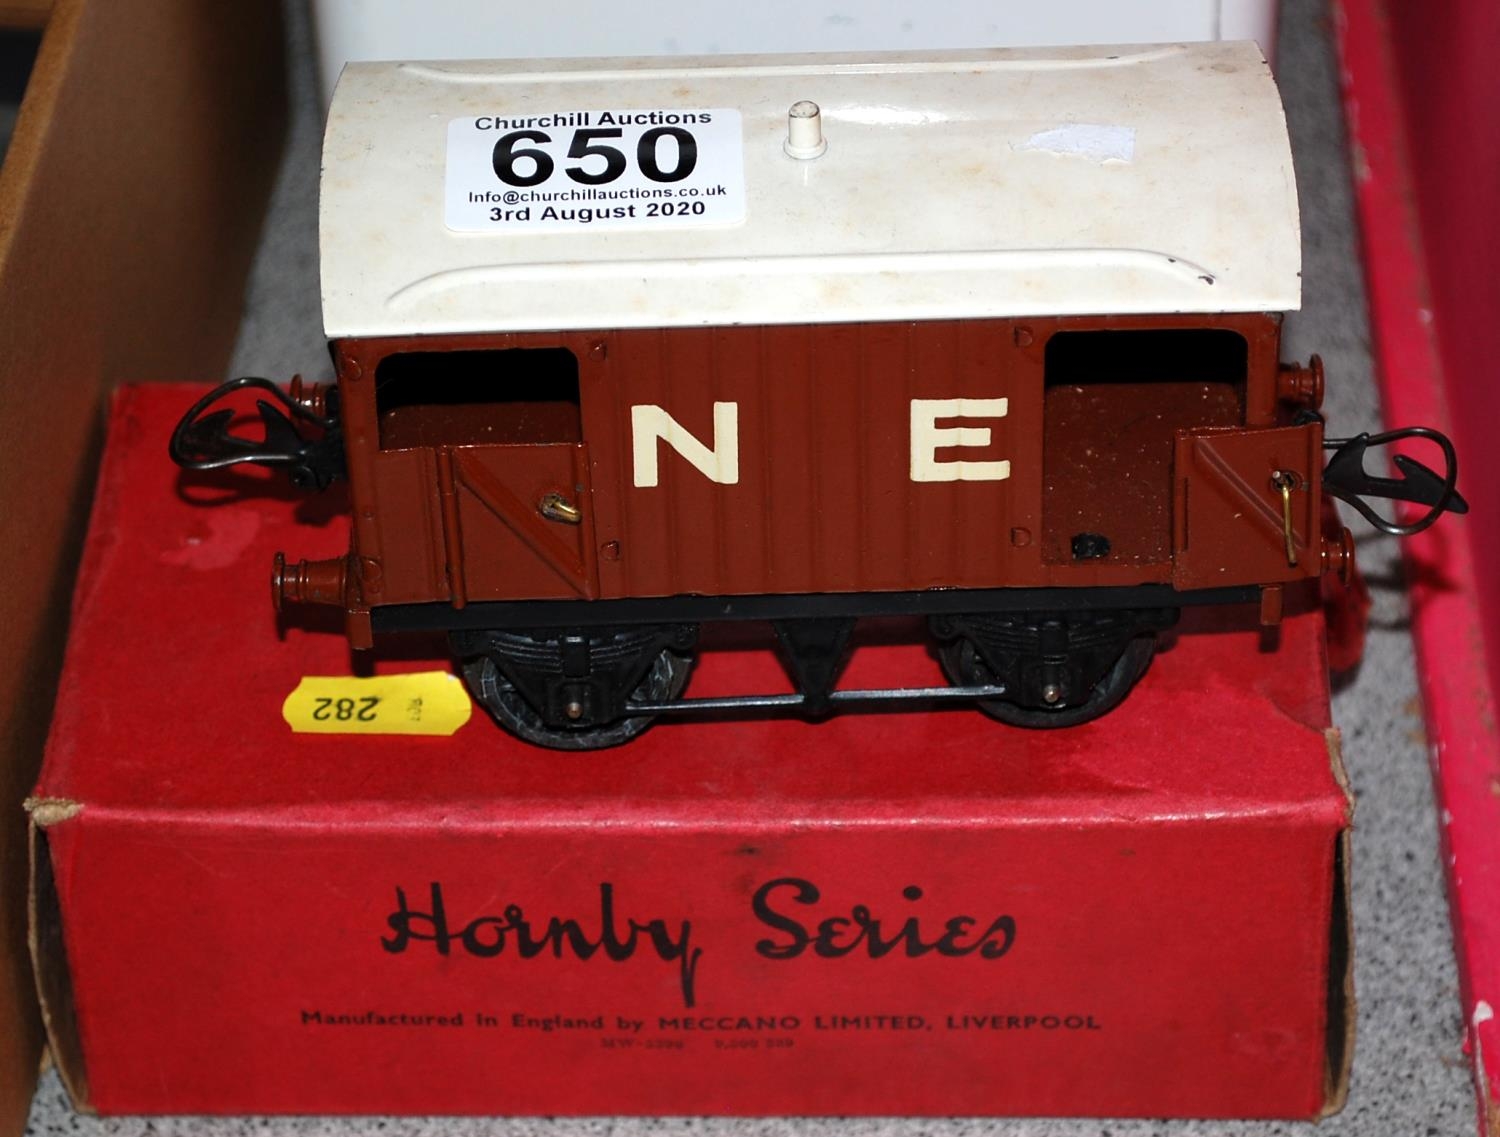 Churchill Auctions
650
Info@churchillauctions.co.uk
3rd August 2020
N E
282
Hornby Series
Manufactured in England by MECCANO LIMITED, LIVERPOOL